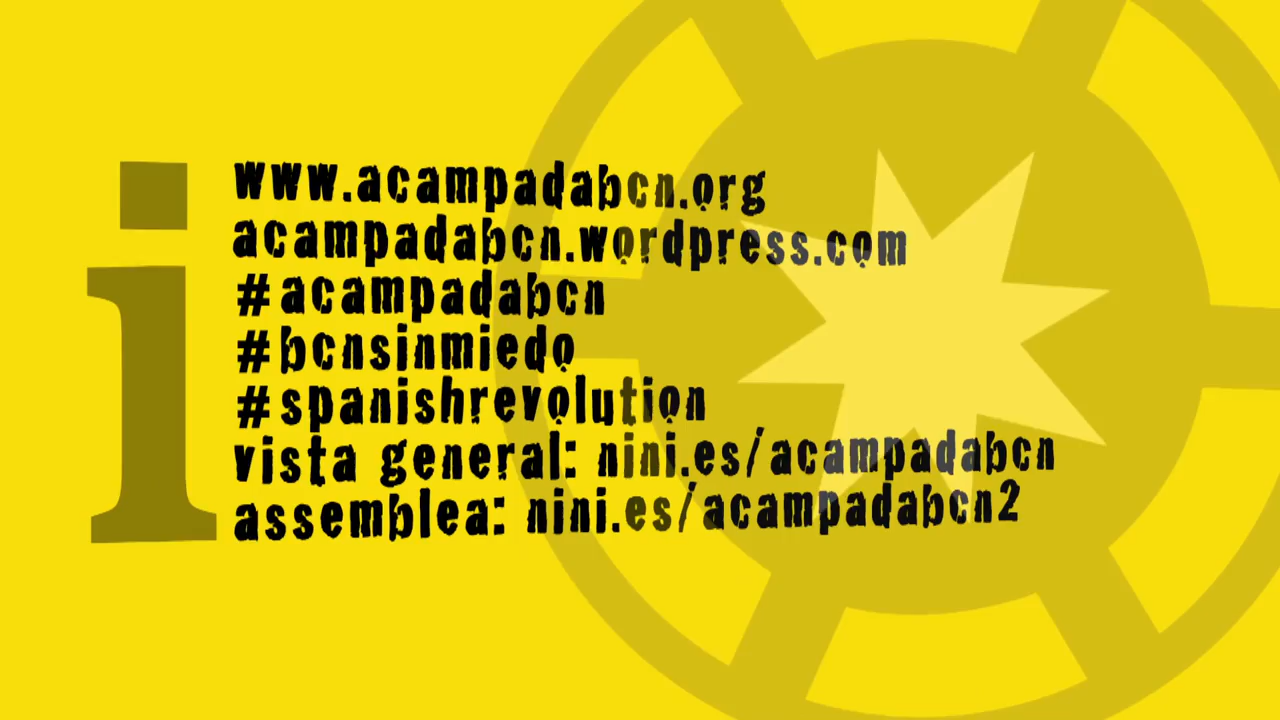 i
www.acampadabcn.org
acampadabcn.wordpress.com
#acampadabcn
#bcnsinmiedo
#spanishrevolution
vista general: nini.es/acampadabcn
assemblea: nini.es/acampadabcn2